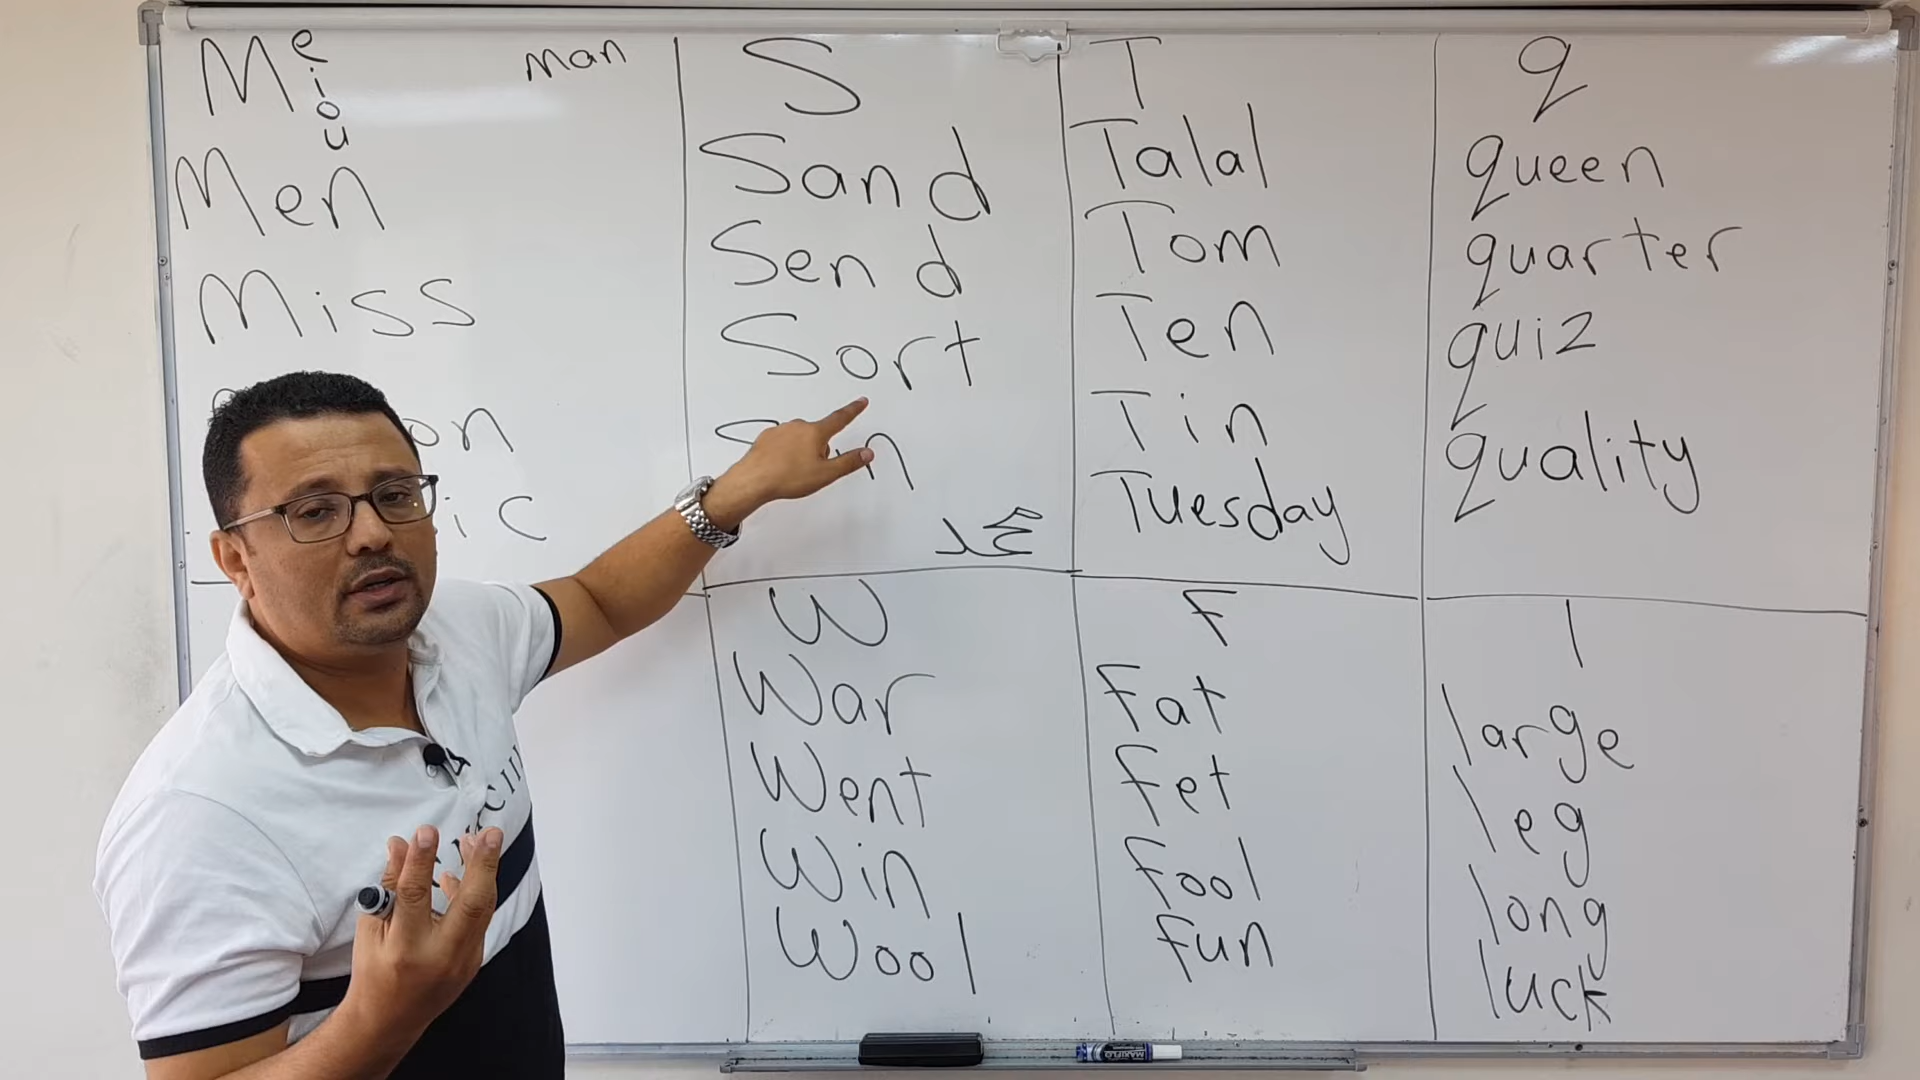 M
e
i
o
u
man
Men
Miss
S
Sand
Send
Sort
T
Talal
Tom
Ten
Tin
Tuesday
q
queen
quarter
quiz
quality
W
War
Went
Win
Wool
F
Fat
Fet
Fool
Fun
l
large
leg
long
luck
MAXIFLO